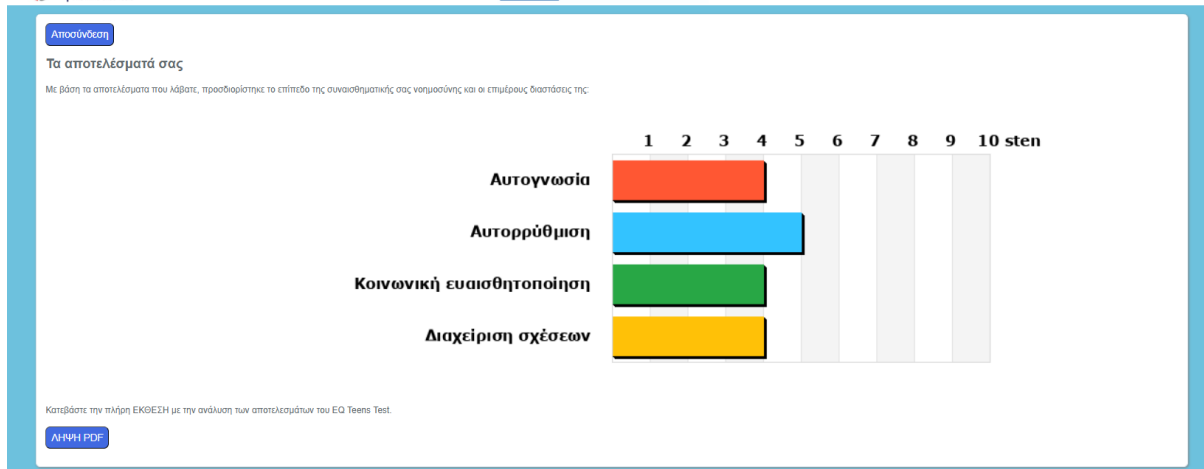 Αποσύνδεση
Τα αποτελέσματά σας
Με βάση τα αποτελέσματα που λάβατε, προσδιορίστηκε το επίπεδο της συναισθηματικής σας νοημοσύνης και οι επιμέρους διαστάσεις της:
1 2 3 4 5 6 7 8 9 10 sten
Αυτογνωσία
Αυτορρύθμιση
Κοινωνική ευαισθητοποίηση
Διαχείριση σχέσεων
Κατεβάστε την πλήρη ΕΚΘΕΣΗ με την ανάλυση των αποτελεσμάτων του EQ Teens Test.
ΛΗΨΗ PDF